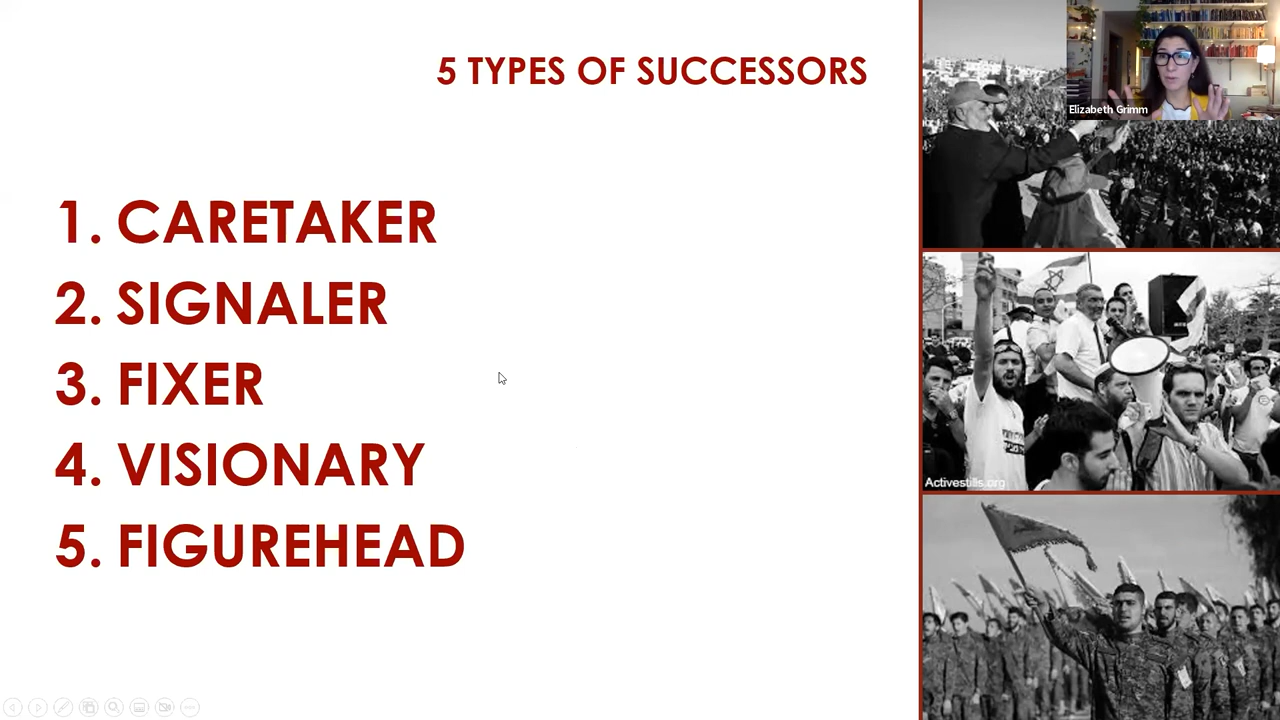 5 TYPES OF SUCCESSORS
1. CARETAKER
2. SIGNALER
3. FIXER
4. VISIONARY
5. FIGUREHEAD
Elizabeth Grimm
Activestills.org